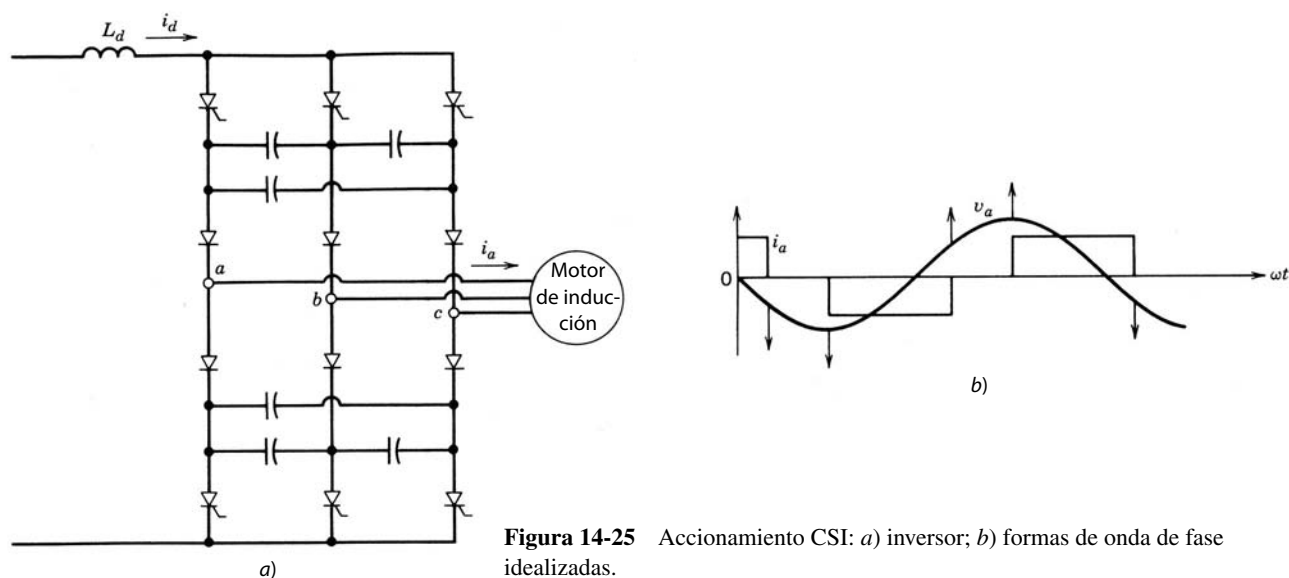 L_d
i_d
a
b
c
i_a
Motor
de induc-
ción
a)
v_a
i_a
0
ωt
b)
Figura 14-25 Accionamiento CSI: a) inversor; b) formas de onda de fase
idealizadas.